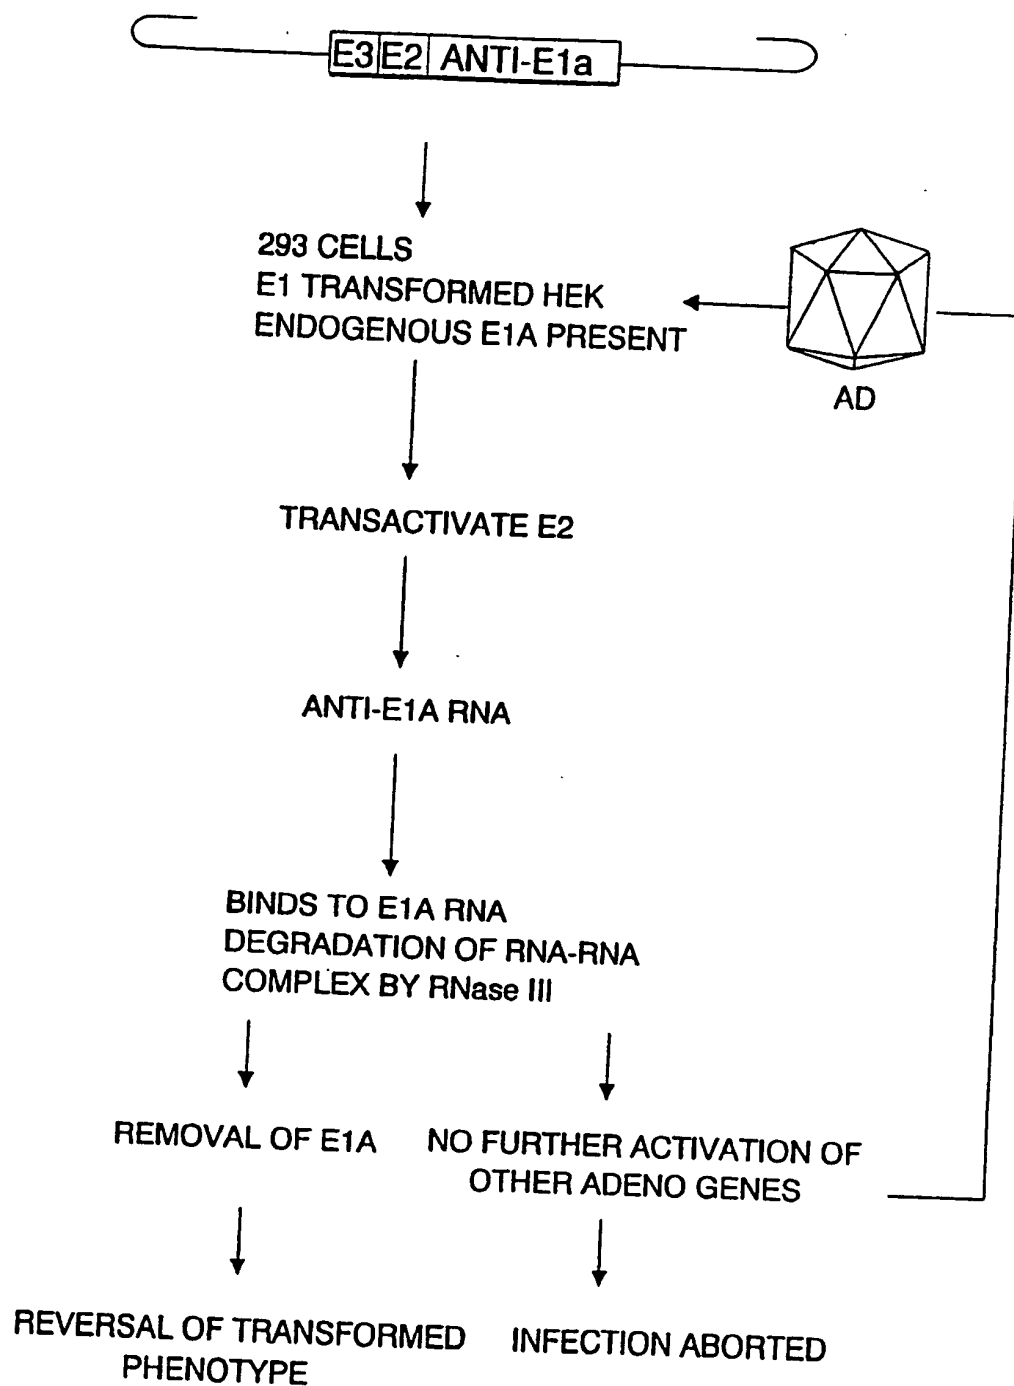 E3 E2 ANTI-E1a
293 CELLS
E1 TRANSFORMED HEK
ENDOGENOUS E1A PRESENT
AD
TRANSACTIVATE E2
ANTI-E1A RNA
BINDS TO E1A RNA
DEGRADATION OF RNA-RNA
COMPLEX BY RNase III
REMOVAL OF E1A
NO FURTHER ACTIVATION OF
OTHER ADENO GENES
REVERSAL OF TRANSFORMED
PHENOTYPE
INFECTION ABORTED